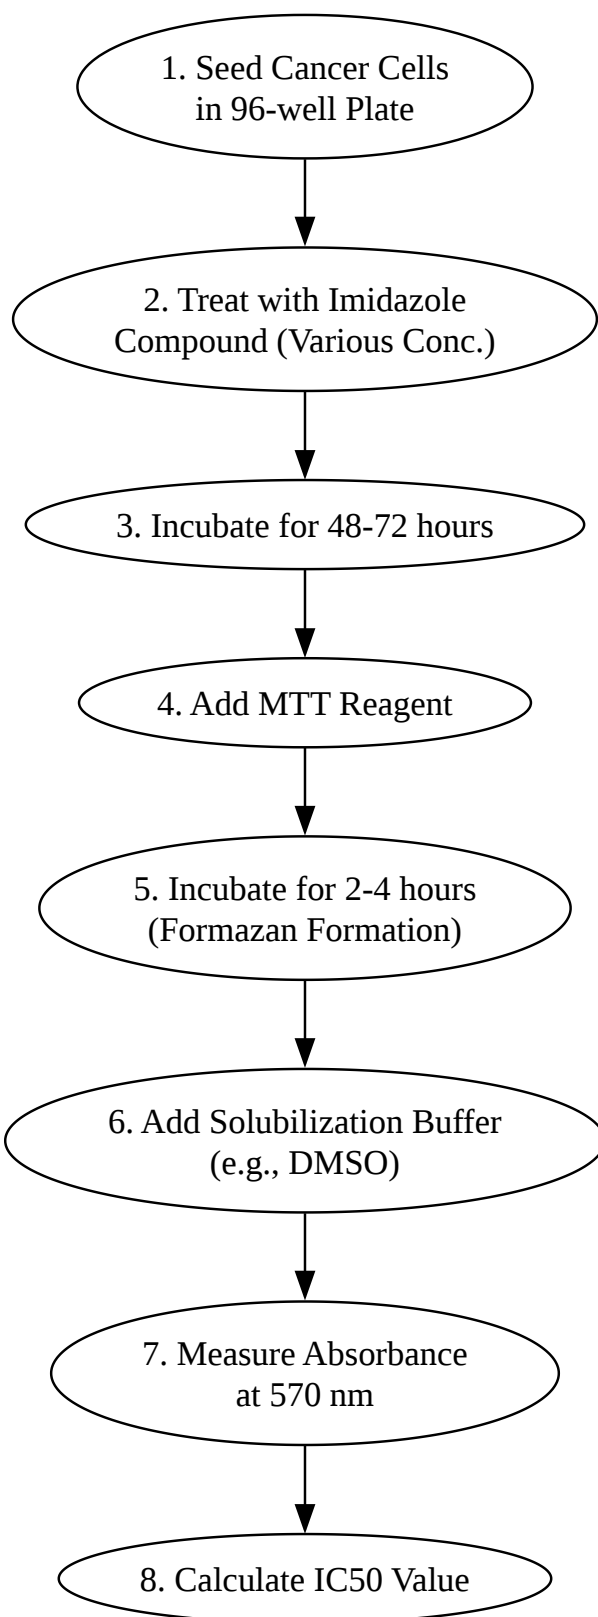 1. Seed Cancer Cells
in 96-well Plate
2. Treat with Imidazole
Compound (Various Conc.)
3. Incubate for 48-72 hours
4. Add MTT Reagent
5. Incubate for 2-4 hours
(Formazan Formation)
6. Add Solubilization Buffer
(e.g., DMSO)
7. Measure Absorbance
at 570 nm
8. Calculate IC50 Value